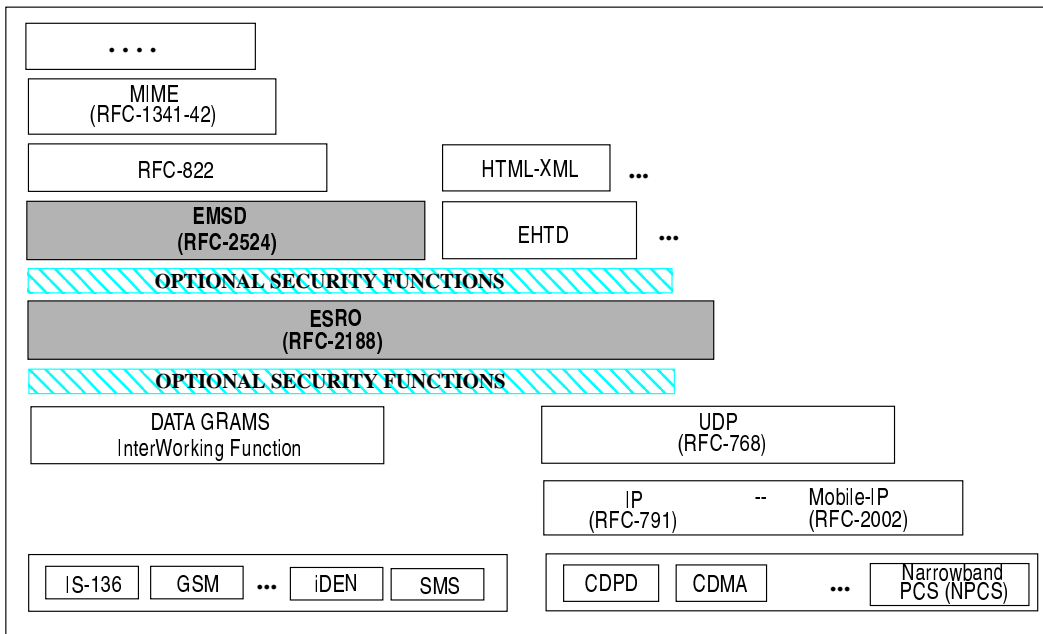 ....
MIME
(RFC-1341-42)
RFC-822
HTML-XML
...
EMSD
(RFC-2524)
EHTD
...
OPTIONAL SECURITY FUNCTIONS
ESRO
(RFC-2188)
OPTIONAL SECURITY FUNCTIONS
DATA GRAMS
InterWorking Function
UDP
(RFC-768)
IP -- Mobile-IP
(RFC-791) (RFC-2002)
IS-136 GSM ... iDEN SMS
CDPD CDMA ... Narrowband
PCS (NPCS)